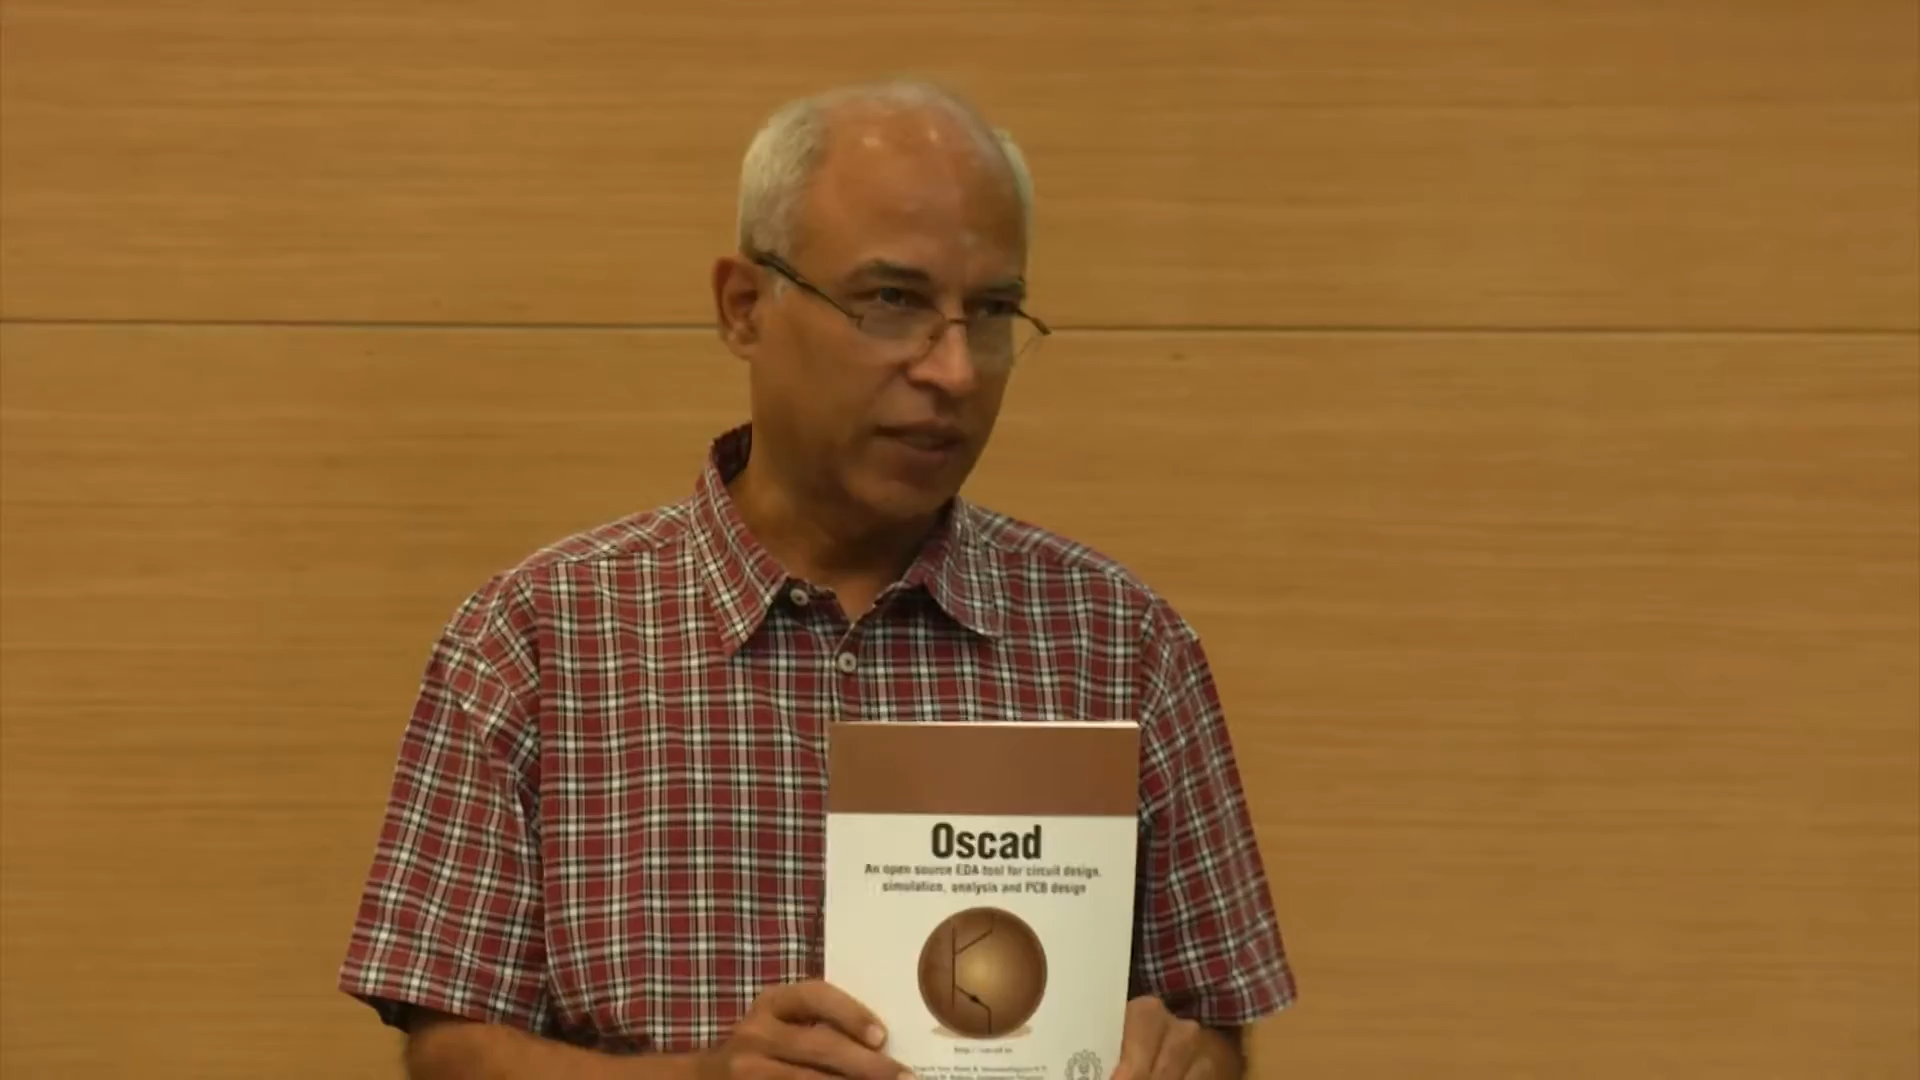 Oscad
An open source EDA tool for circuit design,
simulation, analysis and PCB design